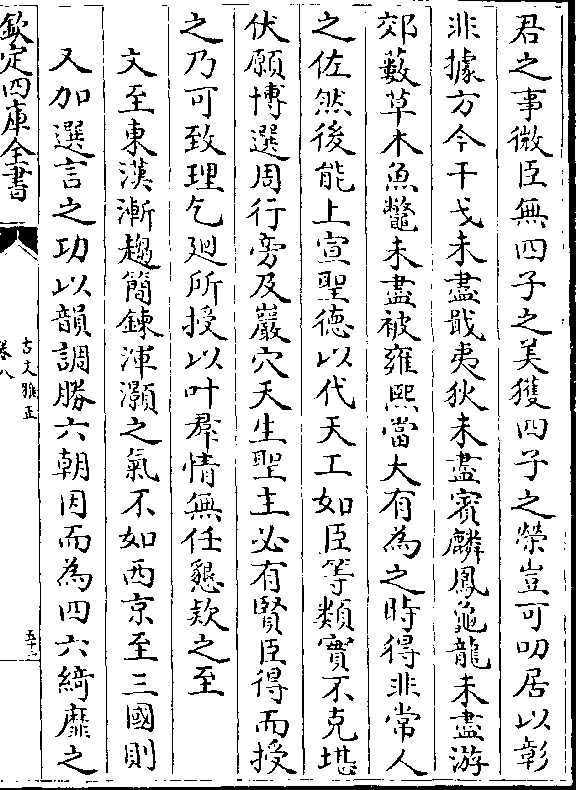 君之事微臣無四子之美獲四子之榮豈可叨居以彰
非據方今干戈未盡戢夷狄未盡賓麟鳳龜龍未盡游
郊藪草木魚鼈未盡被雍熙當大有為之時得非常人
之佐然後能上宣聖德以代天工如臣等類實不克堪
伏願博選周行旁及巖穴天生聖主必有賢臣得而授
之乃可致理乞廻所授以叶羣情無任懇款之至
文至東漢漸趨簡鍊渾灝之氣不如西京至三國則
又加選言之功以韻調勝六朝因而為四六綺靡之
欽定四庫全書
古文雅正
卷八
五十